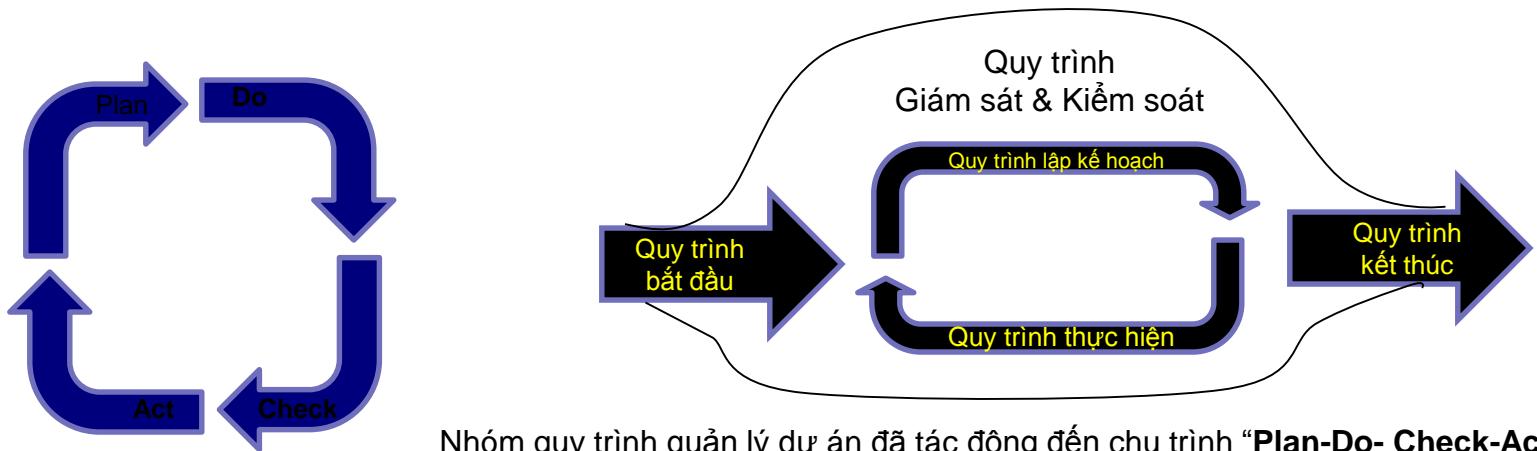 Plan
Do
Act
Check
Quy trình
Giám sát & Kiểm soát
Quy trình lập kế hoạch
Quy trình
bắt đầu
Quy trình
kết thúc
Quy trình thực hiện
Nhóm quy trình quản lý dự án đã tác động đến chu trình “Plan-Do- Check-Ac